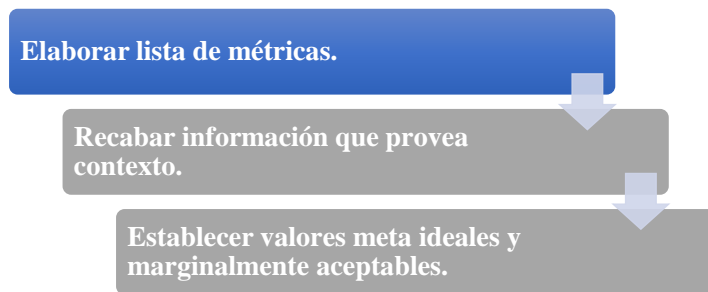 Elaborar lista de métricas.
Recabar información que provea
contexto.
Establecer valores meta ideales y
marginalmente aceptables.